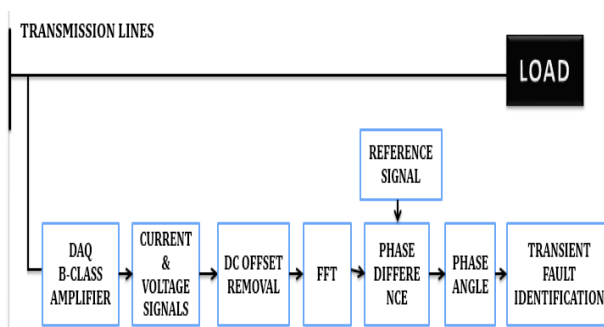 TRANSMISSION LINES
LOAD
REFERENCE
SIGNAL
DAQ
B-CLASS
AMPLIFIER
CURRENT
&
VOLTAGE
SIGNALS
DC OFFSET
REMOVAL
FFT
PHASE
DIFFERE
NCE
PHASE
ANGLE
TRANSIENT
FAULT
IDENTIFICATION